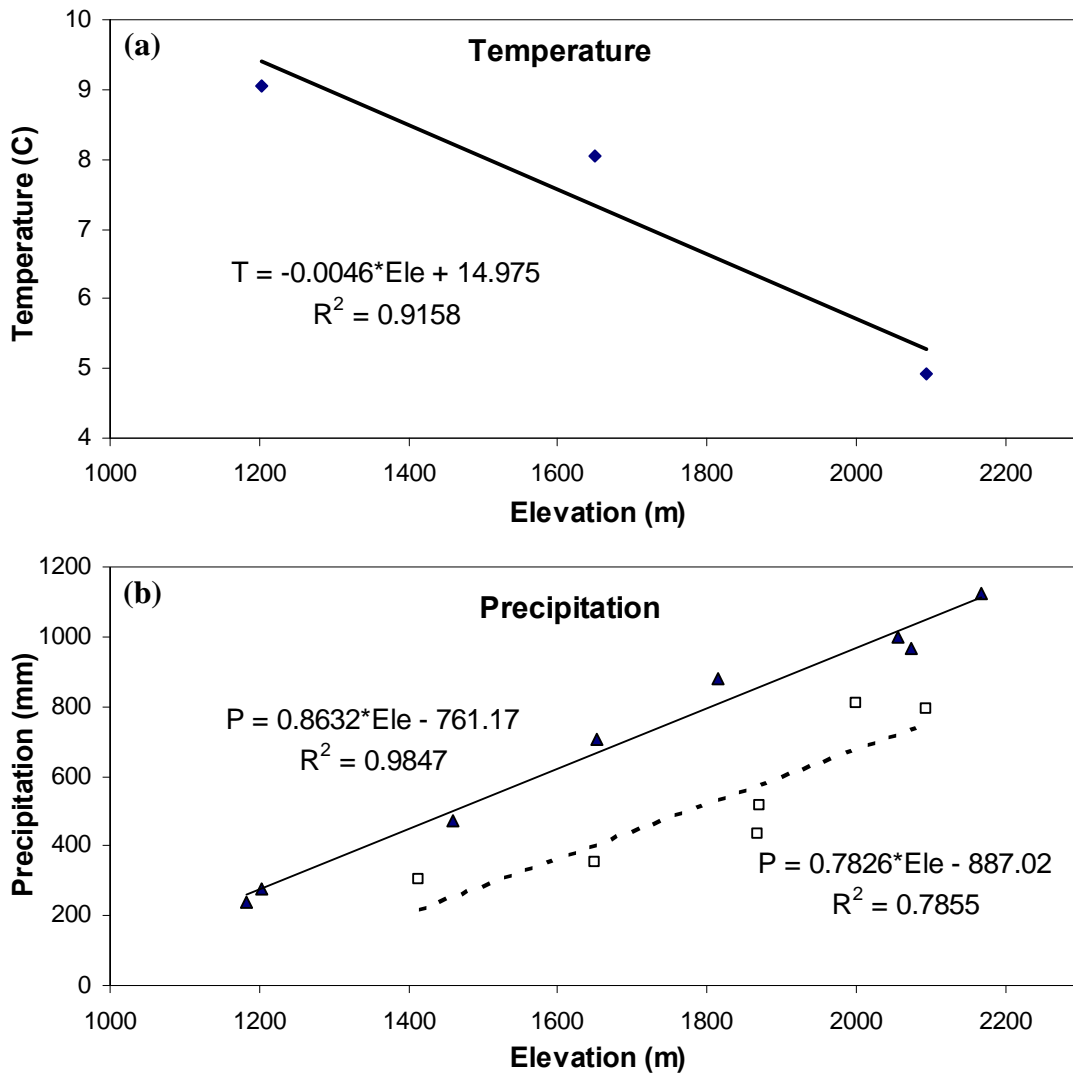 (a)
Temperature
Temperature (C)
10
9
8
7
6
5
4
T = -0.0046*Ele + 14.975
R² = 0.9158
1000 1200 1400 1600 1800 2000 2200
Elevation (m)
(b)
Precipitation
Precipitation (mm)
1200
1000
800
600
400
200
0
P = 0.8632*Ele - 761.17
R² = 0.9847
P = 0.7826*Ele - 887.02
R² = 0.7855
1000 1200 1400 1600 1800 2000 2200
Elevation (m)